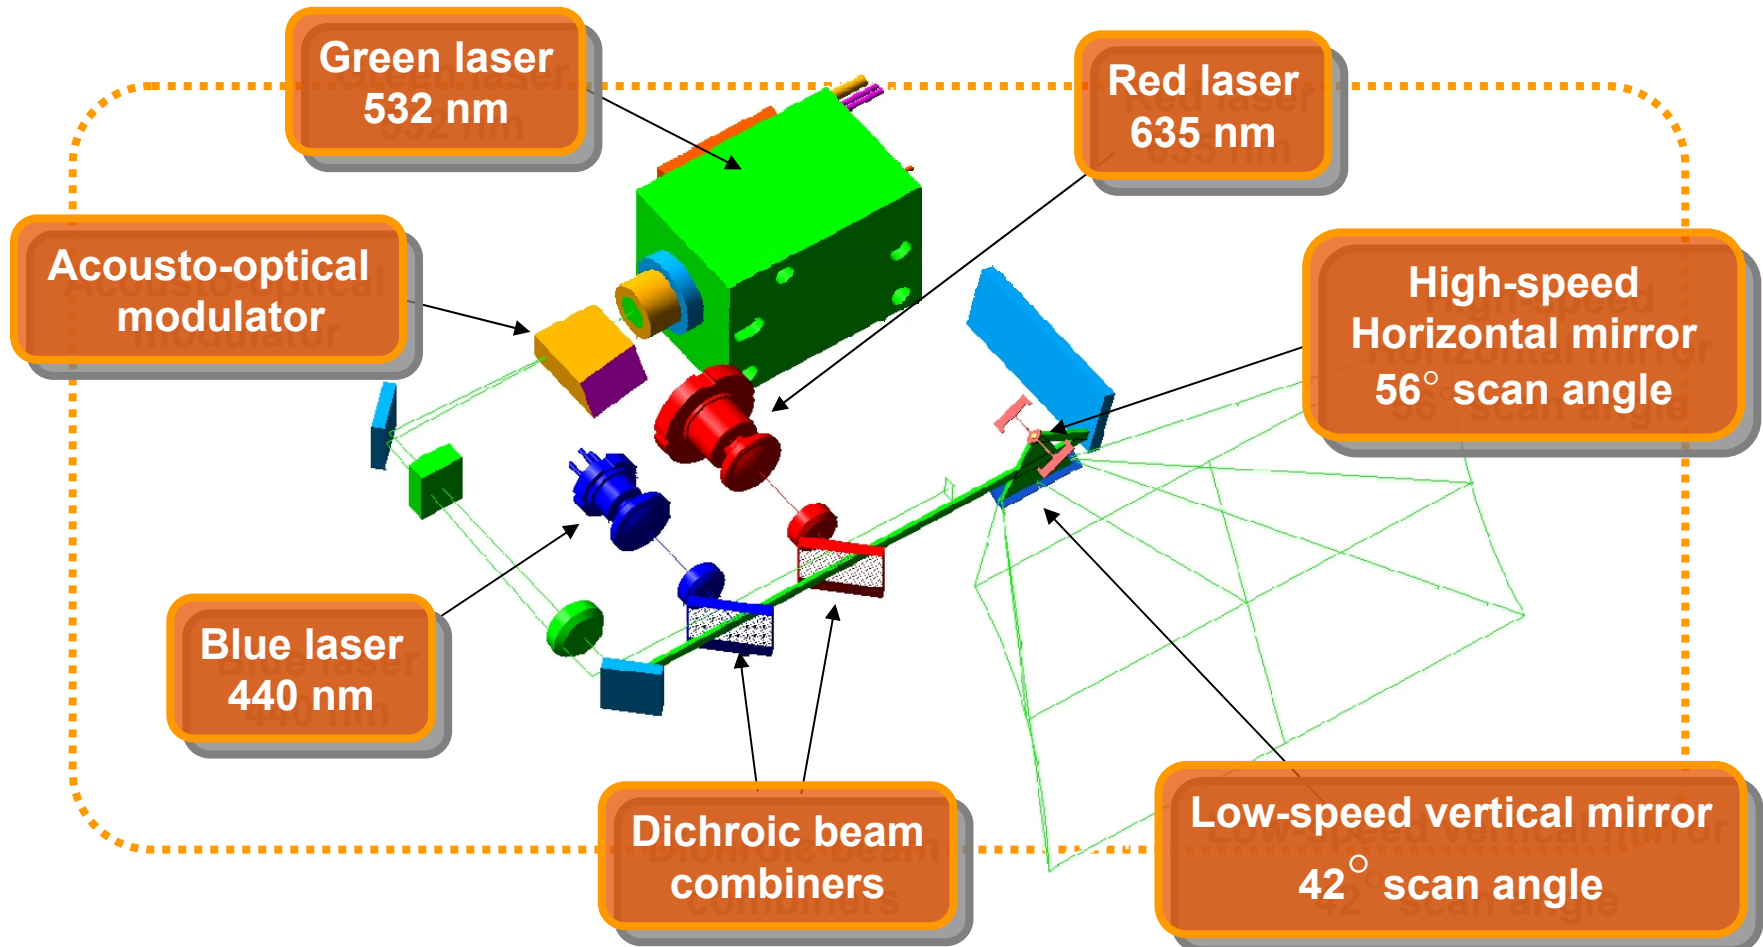 Green laser
532 nm
Red laser
635 nm
Acousto-optical
modulator
High-speed
Horizontal mirror
56° scan angle
Blue laser
440 nm
Dichroic beam
combiners
Low-speed vertical mirror
42° scan angle